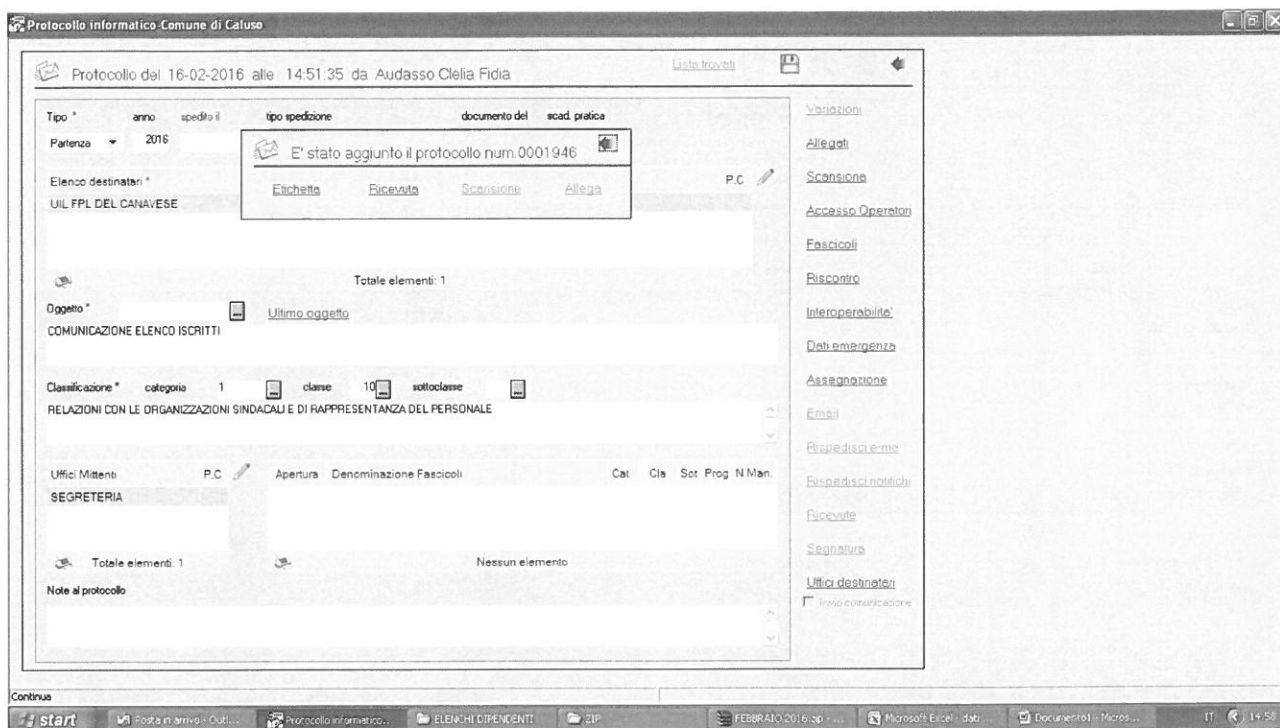 Protocollo informatico-Comune di Caluso
Protocollo del 16-02-2016 alle 14:51:35 da Audasso Clelia Fidia
Lista trovati
Tipo * anno spedito il tipo spedizione documento del scad. pratica
Partenza 2016
E' stato aggiunto il protocollo num.0001946
Etichetta Ricevuta Scansione Allega
Elenco destinatari * P.C
UIL FPL DEL CANAVESE
Totale elementi: 1
Oggetto * ... Ultimo oggetto
COMUNICAZIONE ELENCO ISCRITTI
Classificazione * categoria 1 ... classe 10 ... sottoclasse ...
RELAZIONI CON LE ORGANIZZAZIONI SINDACALI E DI RAPPRESENTANZA DEL PERSONALE
Uffici Mittenti P.C
SEGRETERIA
Totale elementi: 1
Apertura Denominazione Fascicoli Cat Cla Sot Prog N.Man.
Nessun elemento
Note al protocollo
Variazioni
Allegati
Scansione
Accesso Operatori
Fascicoli
Riscontro
Interoperabilita'
Dati emergenza
Assegnazione
Email
Rispedisci e-ma
Rispedisci notifichi
Ricevute
Segnatura
Uffici destinatari
Invio comunicazione
Continua
start Posta in arrivo - Outl... Protocollo informatico... ELENCHI DIPENDENTI ZIP FEBBRAIO 2016.zip - ... Microsoft Excel - dati ... Documento1 - Micros... IT